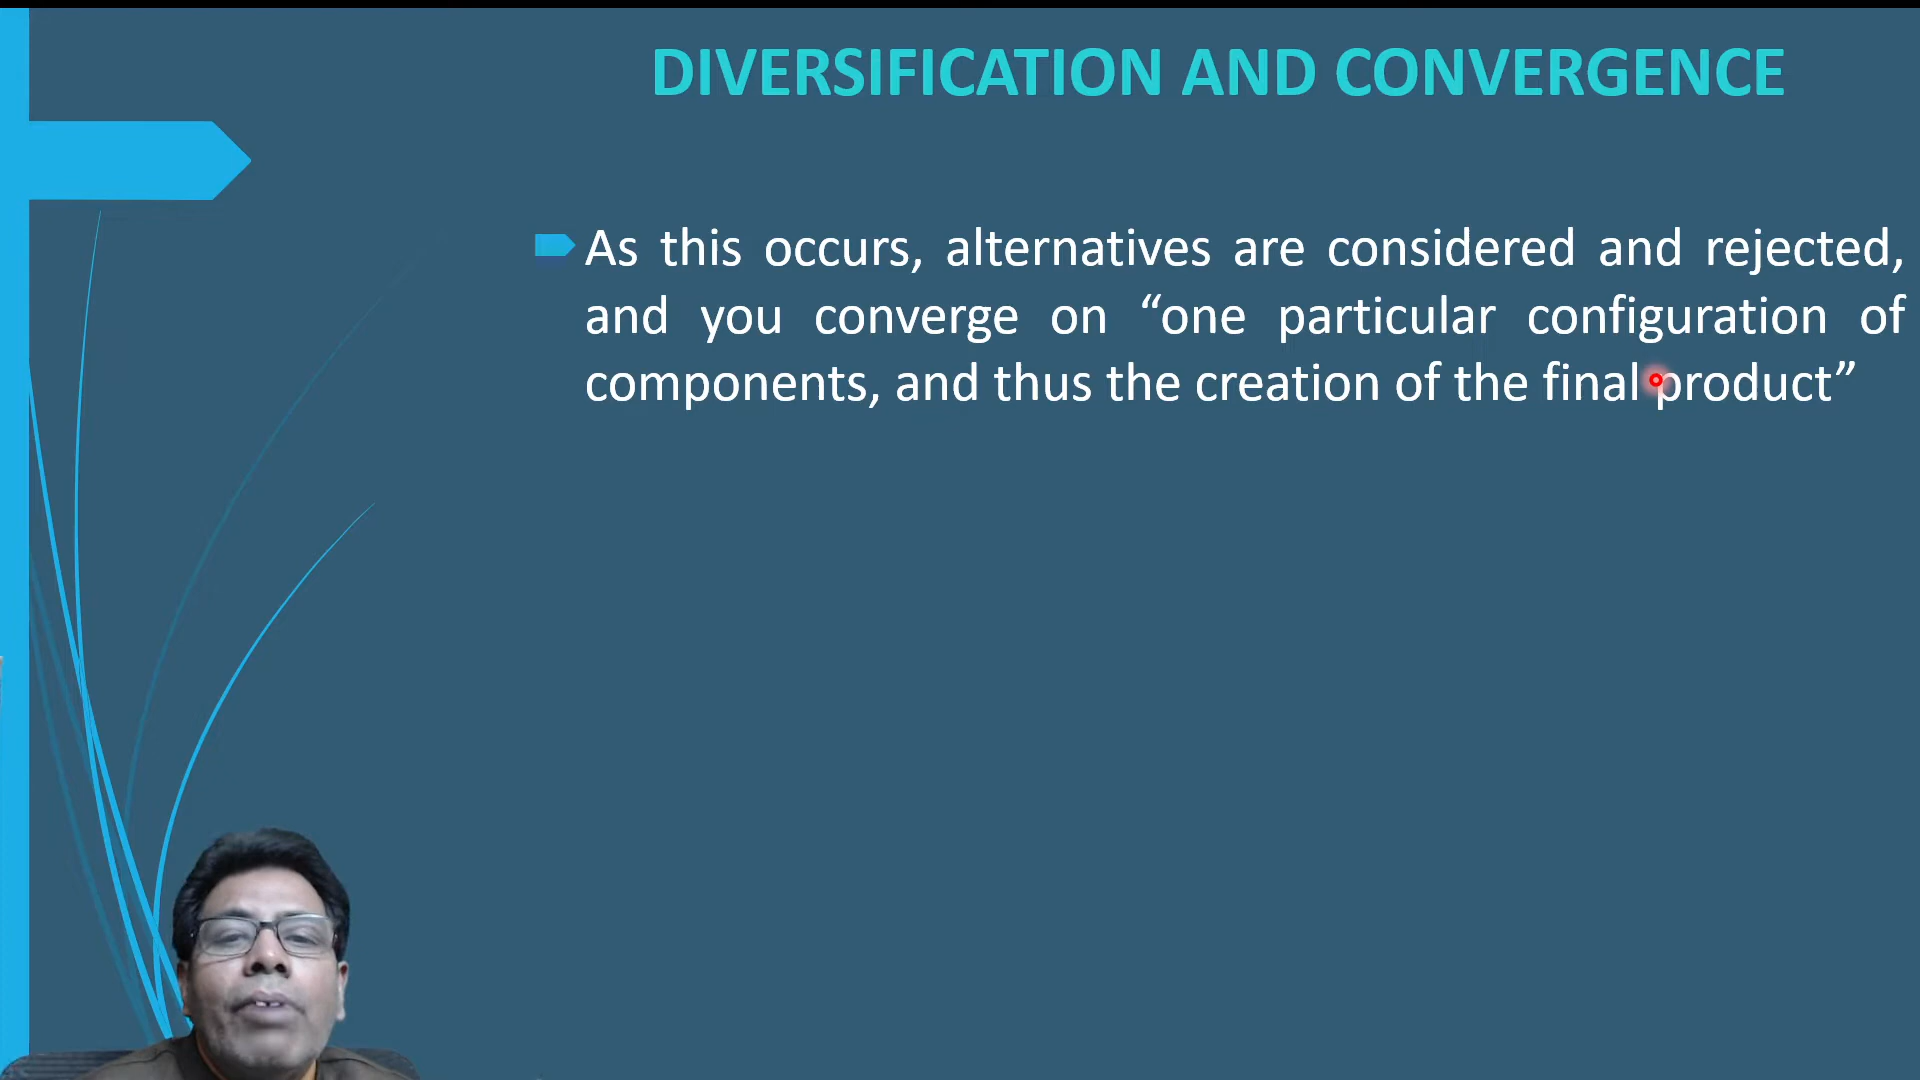 DIVERSIFICATION AND CONVERGENCE
As this occurs, alternatives are considered and rejected,
and you converge on “one particular configuration of
components, and thus the creation of the final product”